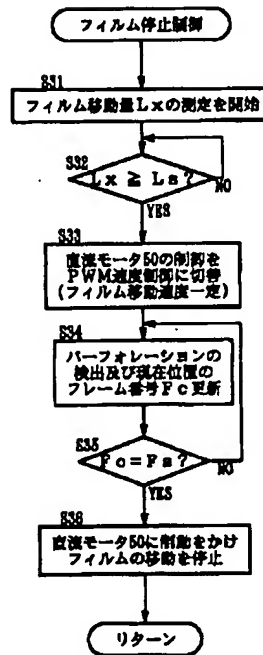 フィルム停止制御
S31
フィルム移動量Lxの測定を開始
S32
Lx ≧ Ls?
NO
YES
S33
直流モータ50の制御を
PWM速度制御に切替
(フィルム移動速度一定)
S34
パーフォレーションの
検出及び現在位置の
フレーム番号Fc更新
S35
Fc=Fa?
NO
YES
S36
直流モータ50に制動をかけ
フィルムの移動を停止
リターン